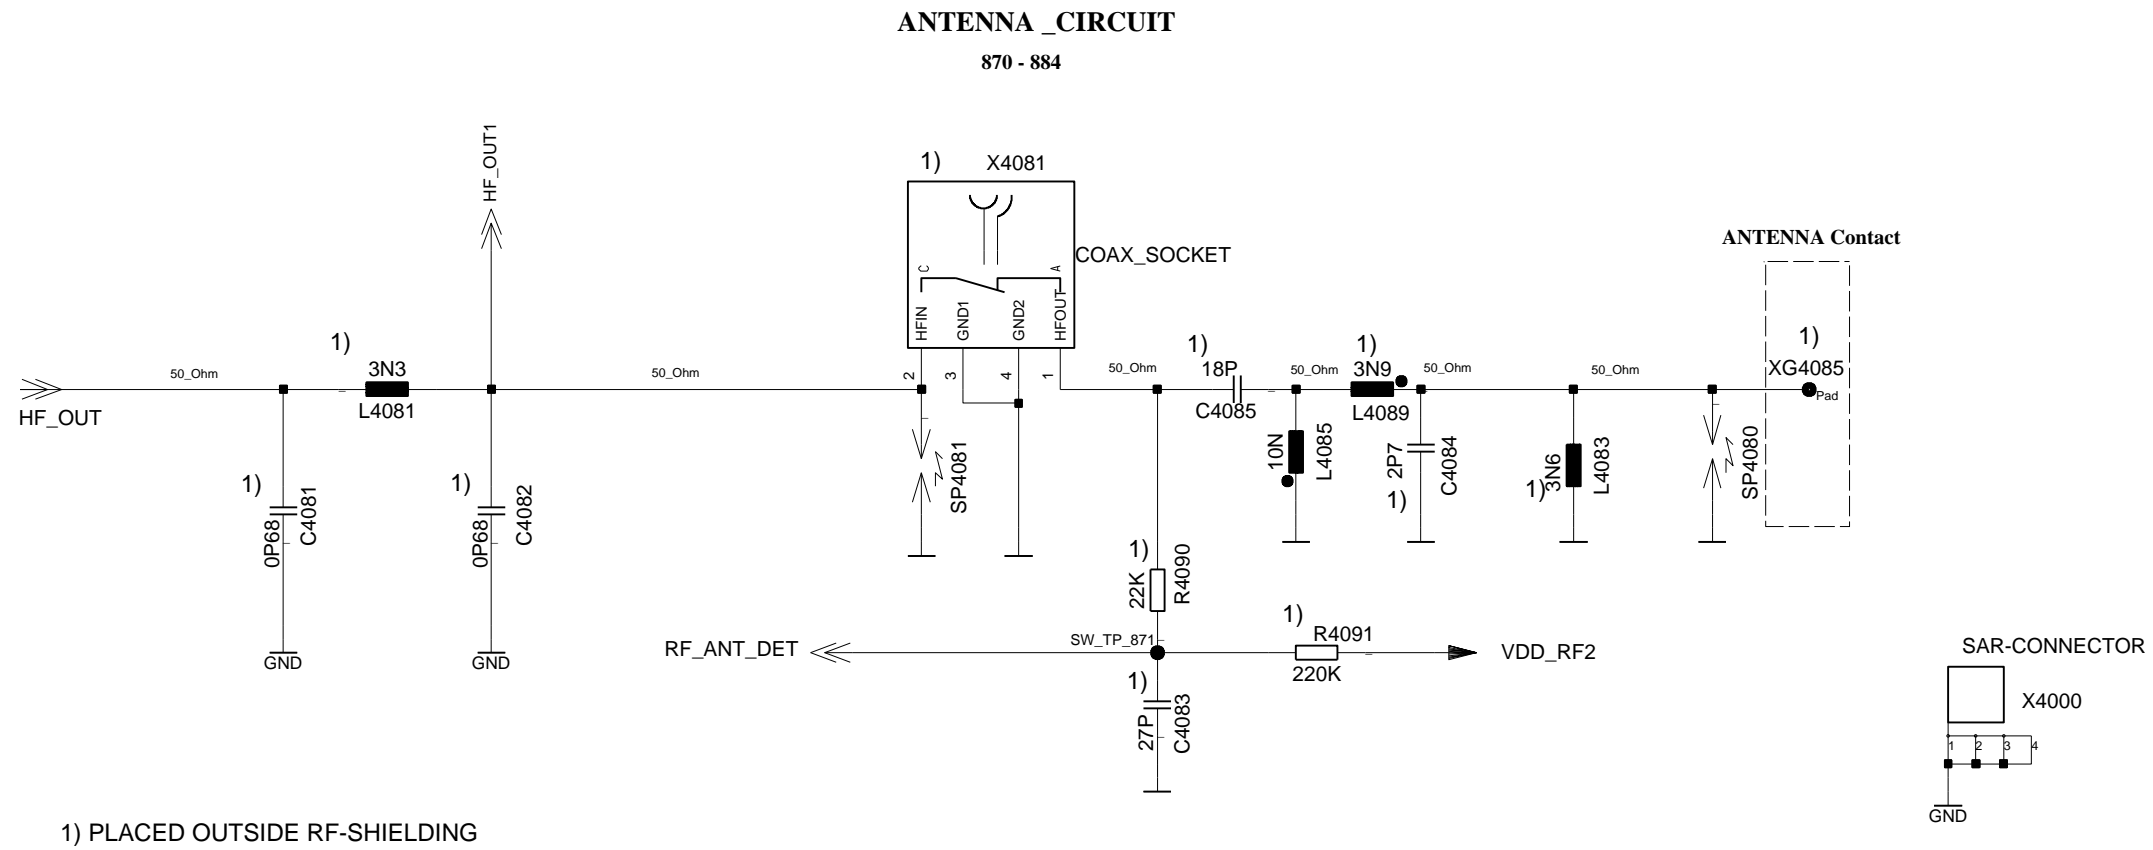 ANTENNA _CIRCUIT
870 - 884
HF_OUT1
1)
X4081
COAX_SOCKET
C
A
HFIN
GND1
GND2
HFOUT
2
3
4
1
ANTENNA Contact
1)
XG4085
Pad
HF_OUT
50_Ohm
1)
3N3
L4081
50_Ohm
50_Ohm
1)
18P
C4085
50_Ohm
1)
3N9
L4089
50_Ohm
50_Ohm
1)
0P68
C4081
GND
1)
0P68
C4082
GND
SP4081
10N
L4085
2P7
1)
C4084
1)
3N6
L4083
SP4080
1)
22K
R4090
RF_ANT_DET
SW_TP_871
1)
R4091
220K
VDD_RF2
1)
27P
C4083
SAR-CONNECTOR
X4000
1
2
3
4
GND
1) PLACED OUTSIDE RF-SHIELDING